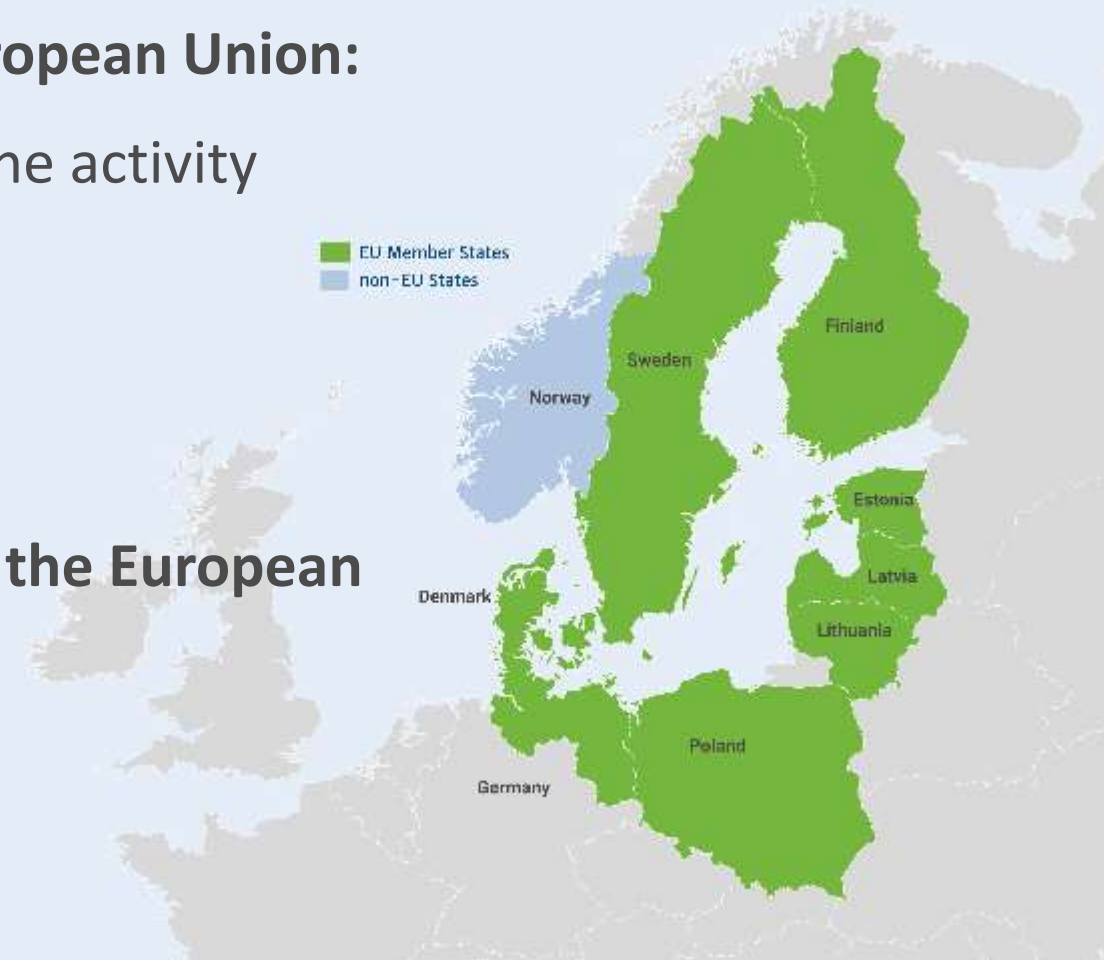 ropean Union:
ne activity
EU Member States
non-EU States
Finland
Sweden
Norway
Estonia
the European
Latvia
Denmark
Lithuania
Poland
Germany